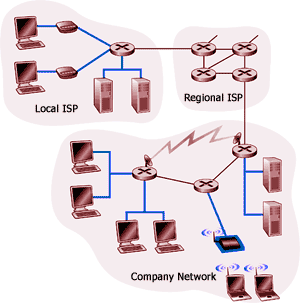 Local ISP
Regional ISP
Company Network